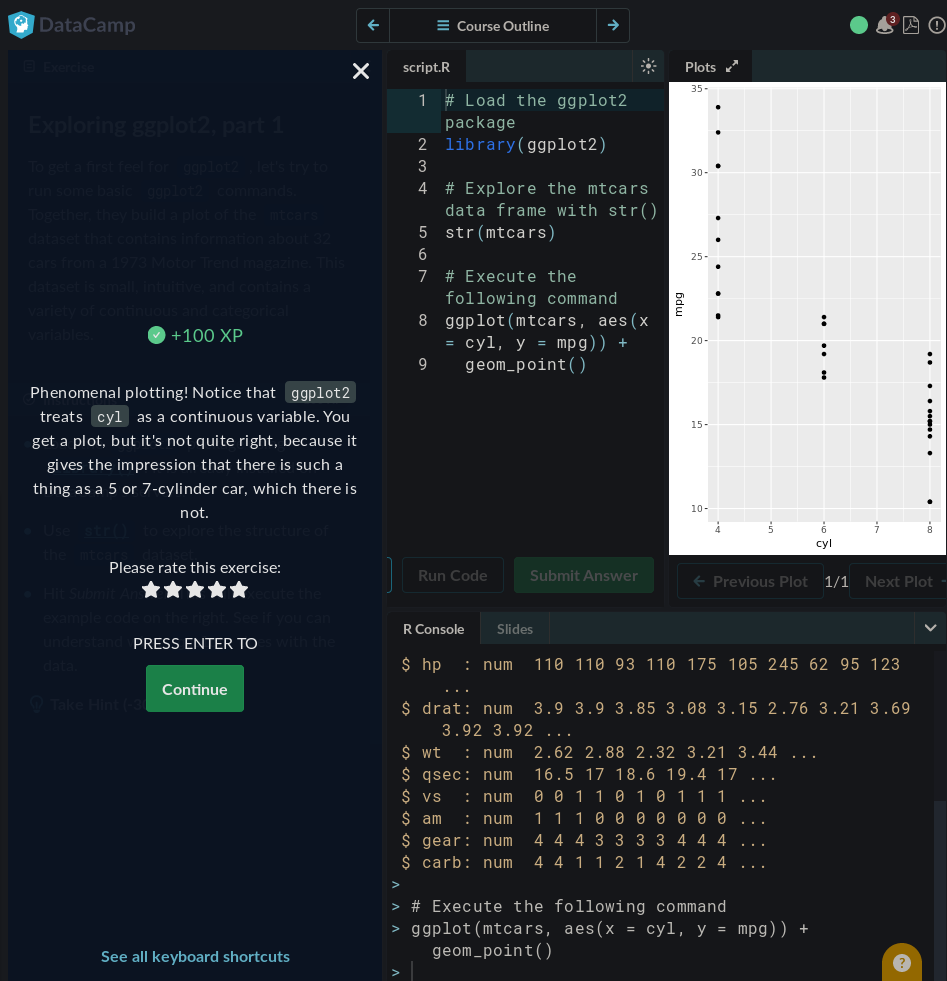 DataCamp
Course Outline
3
Exercise
Exploring ggplot2, part 1
To get a first feel for ggplot2, let's try to
run some basic ggplot2 commands.
Together, they build a plot of the mtcars
dataset that contains information about 32
cars from a 1973 Motor Trend magazine. This
dataset is small, intuitive, and contains a
variety of continuous and categorical
variables.
+100 XP
Phenomenal plotting! Notice that ggplot2
treats cyl as a continuous variable. You
get a plot, but it's not quite right, because it
gives the impression that there is such a
thing as a 5 or 7-cylinder car, which there is
not.
Use str() to explore the structure of
the mtcars dataset.
Please rate this exercise:
Hit Submit An
execute the
example code on the right. See if you can
understand
es with the
data.
PRESS ENTER TO
Continue
Take Hint (-3
See all keyboard shortcuts
script.R
1 # Load the ggplot2
package
2 library(ggplot2)
3
4 # Explore the mtcars
data frame with str()
5 str(mtcars)
6
7 # Execute the
following command
8 ggplot(mtcars, aes(x
= cyl, y = mpg)) +
9 geom_point()
Run Code
Submit Answer
Plots
35
30
25
20
15
10
mpg
4 5 6 7 8
cyl
Previous Plot
1/1
Next Plot
R Console
Slides
$ hp : num 110 110 93 110 175 105 245 62 95 123
...
$ drat: num 3.9 3.9 3.85 3.08 3.15 2.76 3.21 3.69
3.92 3.92 ...
$ wt : num 2.62 2.88 2.32 3.21 3.44 ...
$ qsec: num 16.5 17 18.6 19.4 17 ...
$ vs : num 0 0 1 1 0 1 0 1 1 1 ...
$ am : num 1 1 1 0 0 0 0 0 0 0 ...
$ gear: num 4 4 4 3 3 3 3 4 4 4 ...
$ carb: num 4 4 1 1 2 1 4 2 2 4 ...
>
> # Execute the following command
> ggplot(mtcars, aes(x = cyl, y = mpg)) +
geom_point()
>
?